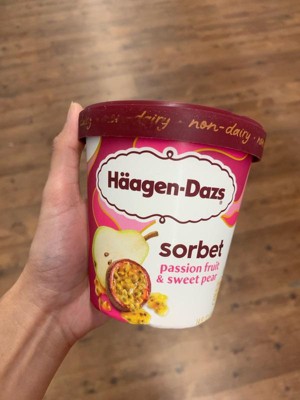 non-dairy non-dairy
Häagen-Dazs
sorbet
passion fruit
& sweet pear